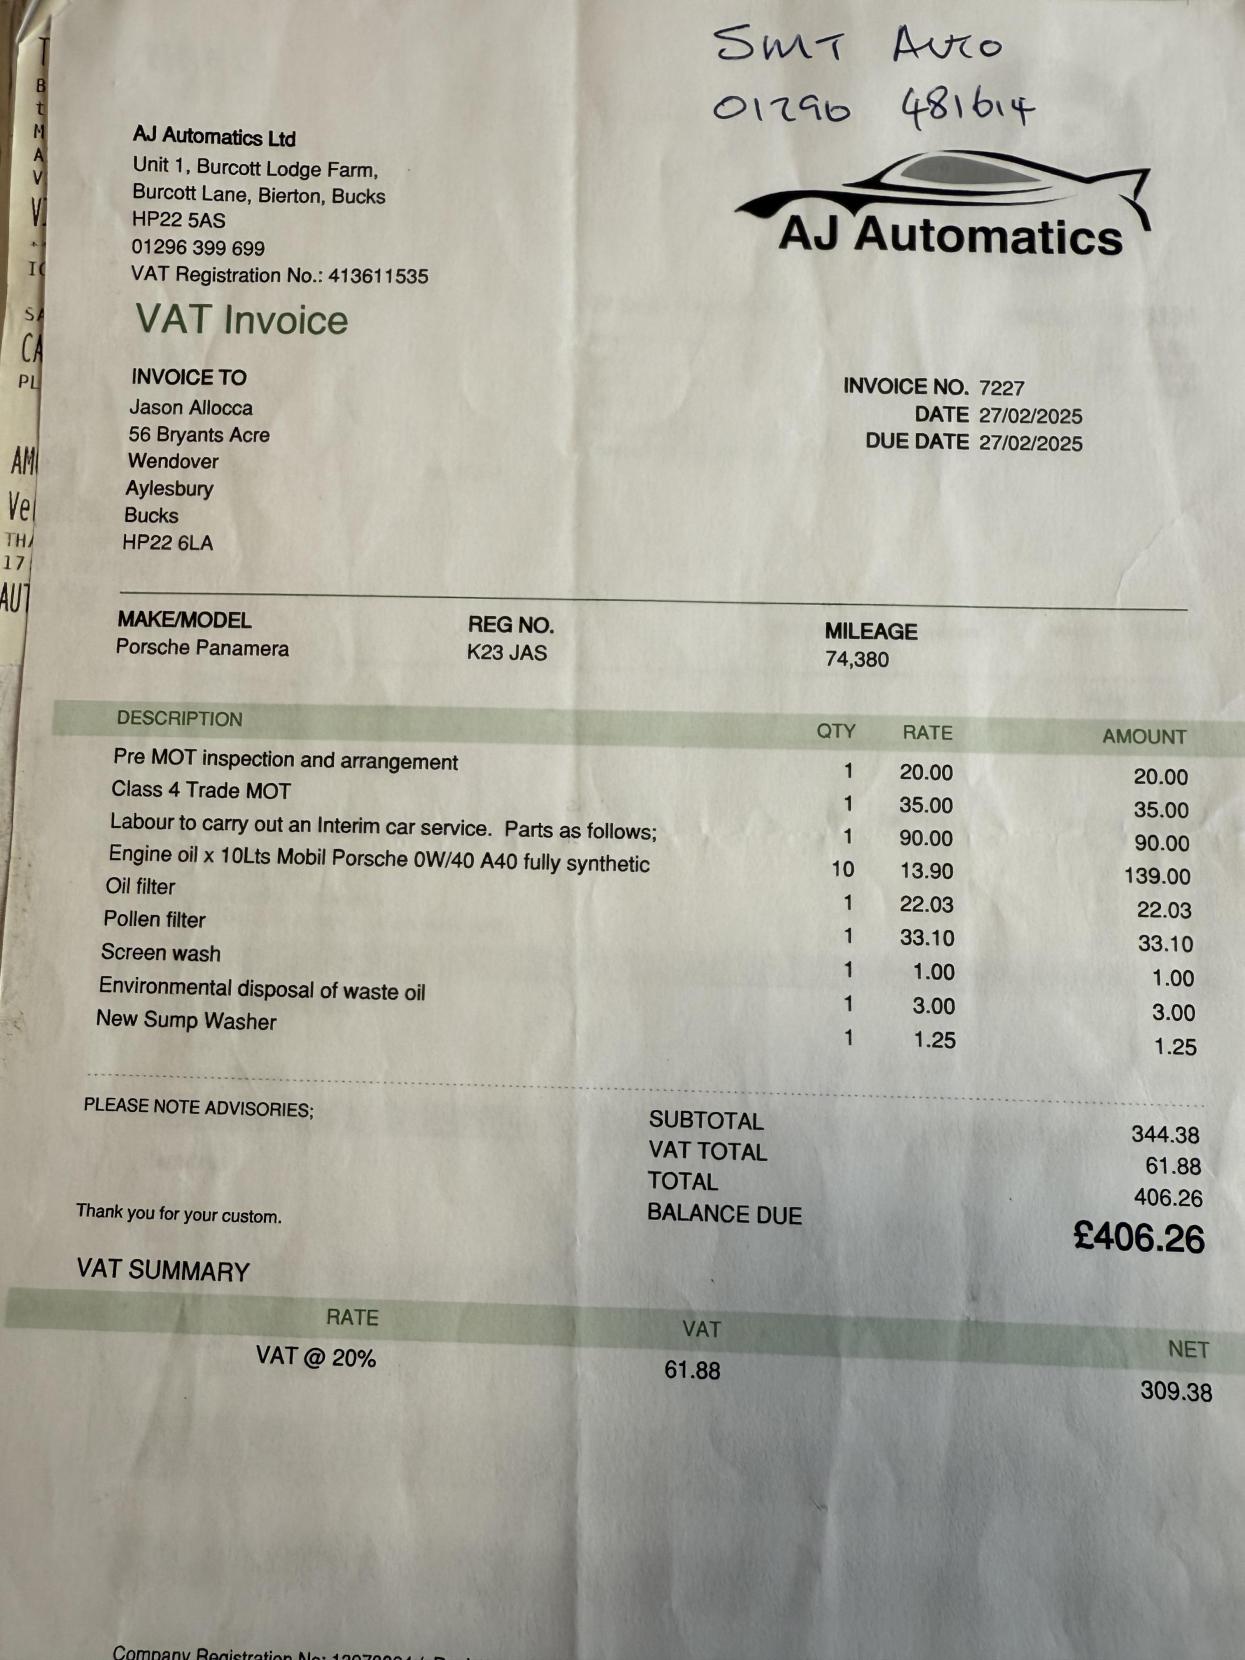 SMT AUTO
01296 481614
AJ Automatics Ltd
Unit 1, Burcott Lodge Farm,
Burcott Lane, Bierton, Bucks
HP22 5AS
01296 399 699
VAT Registration No.: 413611535
AJ Automatics
VAT Invoice
INVOICE TO
Jason Allocca
56 Bryants Acre
Wendover
Aylesbury
Bucks
HP22 6LA
INVOICE NO. 7227
DATE 27/02/2025
DUE DATE 27/02/2025
MAKE/MODEL REG NO. MILEAGE
Porsche Panamera K23 JAS 74,380
DESCRIPTION QTY RATE AMOUNT
Pre MOT inspection and arrangement 1 20.00 20.00
Class 4 Trade MOT 1 35.00 35.00
Labour to carry out an Interim car service. Parts as follows; 1 90.00 90.00
Engine oil x 10Lts Mobil Porsche 0W/40 A40 fully synthetic 10 13.90 139.00
Oil filter 1 22.03 22.03
Pollen filter 1 33.10 33.10
Screen wash 1 1.00 1.00
Environmental disposal of waste oil 1 3.00 3.00
New Sump Washer 1 1.25 1.25
PLEASE NOTE ADVISORIES;
SUBTOTAL 344.38
VAT TOTAL 61.88
TOTAL 406.26
BALANCE DUE £406.26
Thank you for your custom.
VAT SUMMARY
RATE VAT NET
VAT @ 20% 61.88 309.38
Company Registration No: